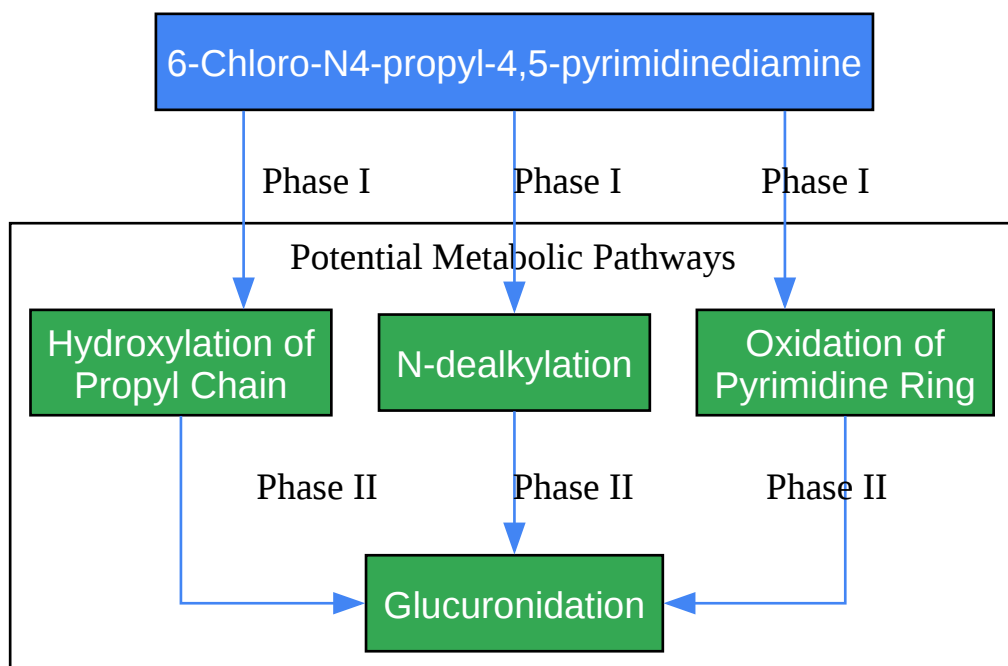 6-Chloro-N4-propyl-4,5-pyrimidinediamine
Phase I
Phase I
Phase I
Potential Metabolic Pathways
Hydroxylation of
Propyl Chain
N-dealkylation
Oxidation of
Pyrimidine Ring
Phase II
Phase II
Phase II
Glucuronidation